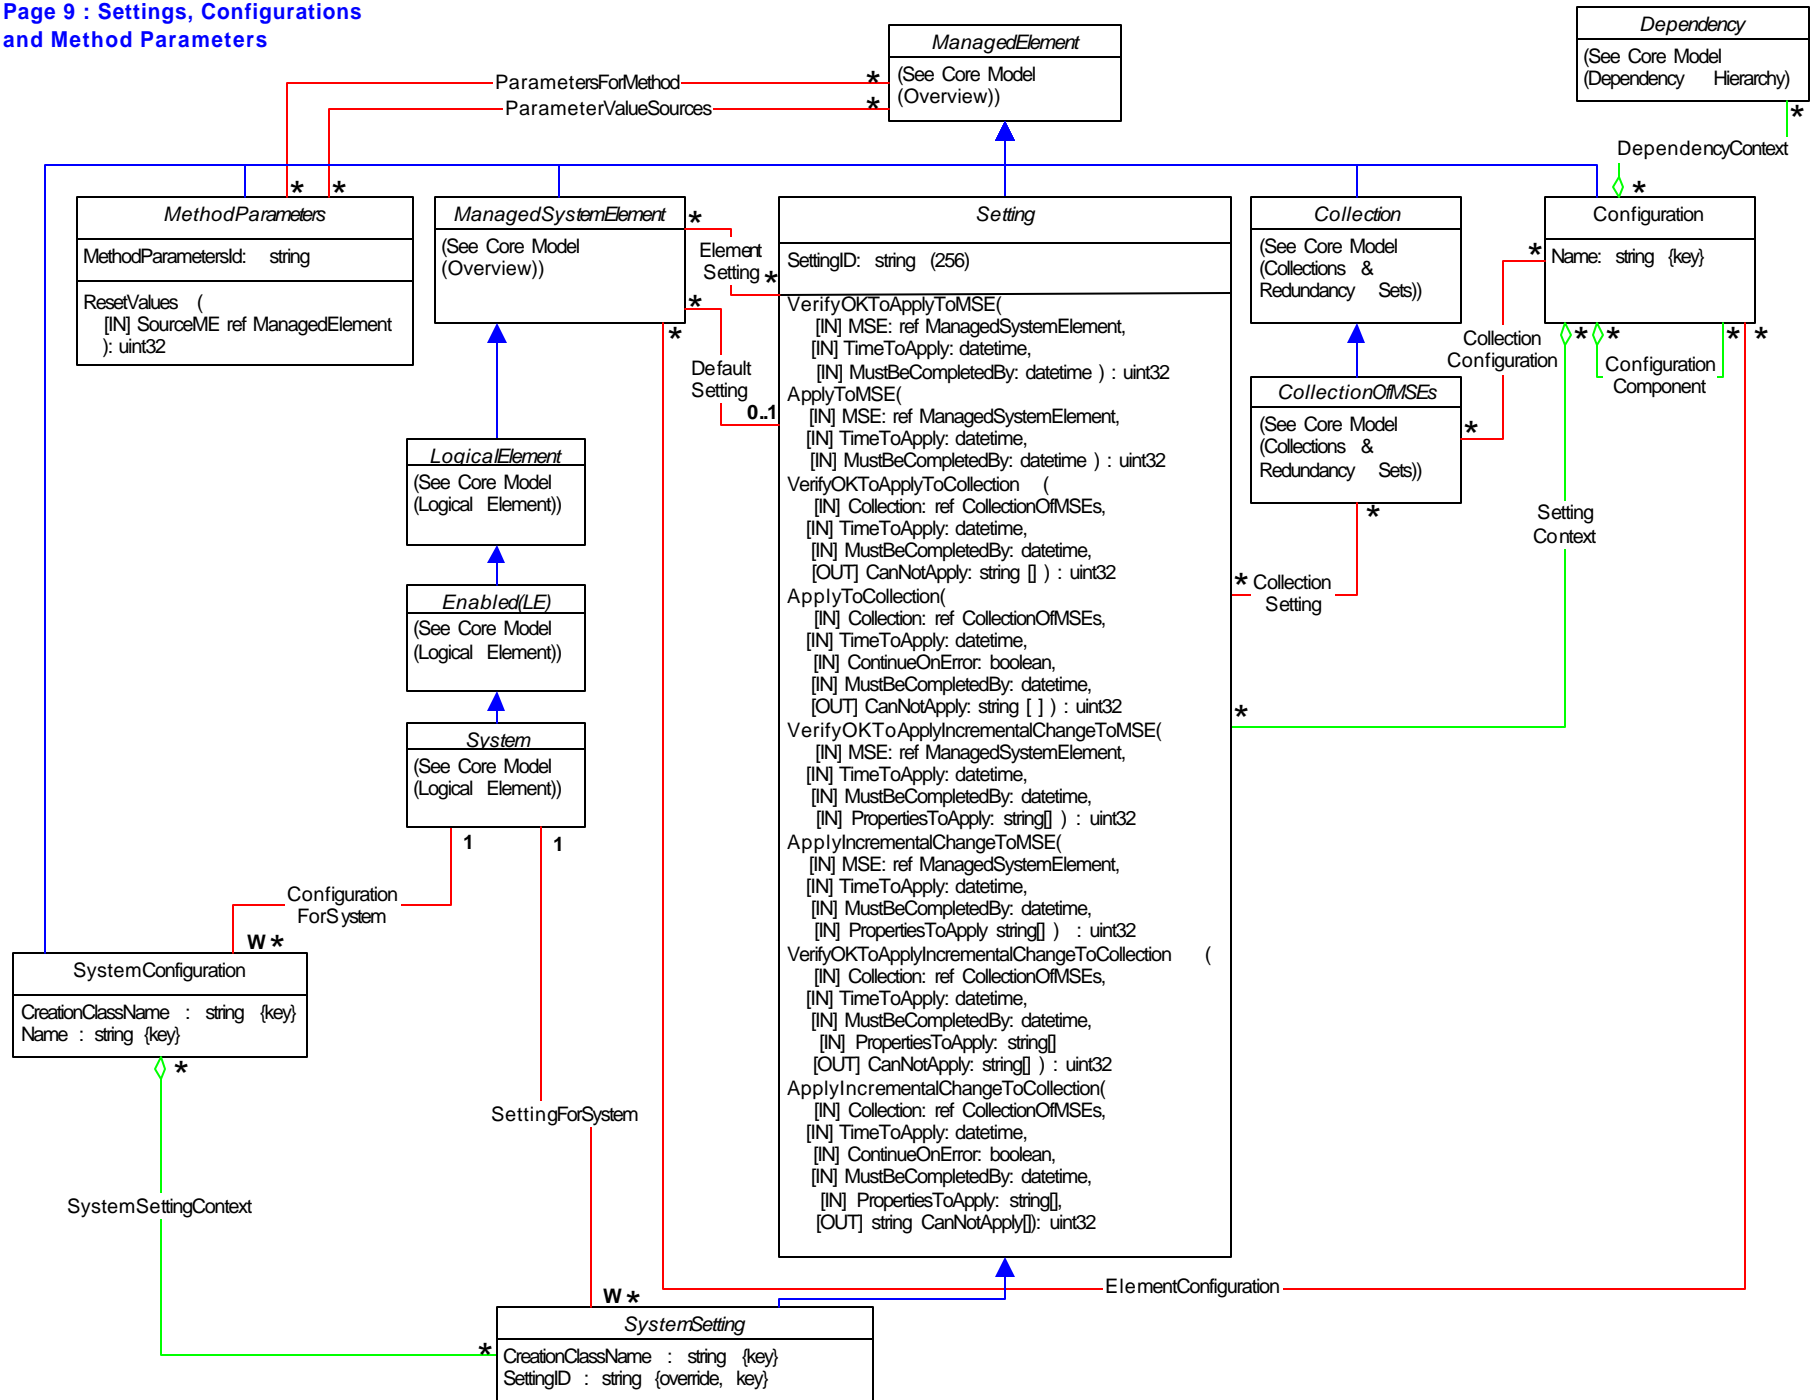 Page 9 : Settings, Configurations
and Method Parameters
ManagedElement
(See Core Model
(Overview))
Dependency
(See Core Model
(Dependency Hierarchy)
*
DependencyContext
*
ParametersForMethod
*
ParameterValueSources
*
*
*
MethodParameters
MethodParametersId: string
ResetValues (
[IN] SourceME ref ManagedElement
): uint32
ManagedSystemElement
(See Core Model
(Overview))
*
Element
Setting
*
*
*
Default
Setting
0..1
LogicalElement
(See Core Model
(Logical Element))
Enabled(LE)
(See Core Model
(Logical Element))
System
(See Core Model
(Logical Element))
1
1
Configuration
ForSystem
W *
SystemConfiguration
CreationClassName : string {key}
Name : string {key}
*
SystemSettingContext
SettingForSystem
W *
*
SystemSetting
CreationClassName : string {key}
SettingID : string {override, key}
Setting
SettingID: string (256)
VerifyOKToApplyToMSE(
[IN] MSE: ref ManagedSystemElement,
[IN] TimeToApply: datetime,
[IN] MustBeCompletedBy: datetime ) : uint32
ApplyToMSE(
[IN] MSE: ref ManagedSystemElement,
[IN] TimeToApply: datetime,
[IN] MustBeCompletedBy: datetime ) : uint32
VerifyOKToApplyToCollection (
[IN] Collection: ref CollectionOfMSEs,
[IN] TimeToApply: datetime,
[IN] MustBeCompletedBy: datetime,
[OUT] CanNotApply: string [] ) : uint32
ApplyToCollection(
[IN] Collection: ref CollectionOfMSEs,
[IN] TimeToApply: datetime,
[IN] ContinueOnError: boolean,
[IN] MustBeCompletedBy: datetime,
[OUT] CanNotApply: string [ ] ) : uint32
VerifyOKToApplyIncrementalChangeToMSE(
[IN] MSE: ref ManagedSystemElement,
[IN] TimeToApply: datetime,
[IN] MustBeCompletedBy: datetime,
[IN] PropertiesToApply: string[] ) : uint32
ApplyIncrementalChangeToMSE(
[IN] MSE: ref ManagedSystemElement,
[IN] TimeToApply: datetime,
[IN] MustBeCompletedBy: datetime,
[IN] PropertiesToApply string[] ) : uint32
VerifyOKToApplyIncrementalChangeToCollection (
[IN] Collection: ref CollectionOfMSEs,
[IN] TimeToApply: datetime,
[IN] MustBeCompletedBy: datetime,
[IN] PropertiesToApply: string[]
[OUT] CanNotApply: string[] ) : uint32
ApplyIncrementalChangeToCollection(
[IN] Collection: ref CollectionOfMSEs,
[IN] TimeToApply: datetime,
[IN] ContinueOnError: boolean,
[IN] MustBeCompletedBy: datetime,
[IN] PropertiesToApply: string[],
[OUT] string CanNotApply[]): uint32
Collection
(See Core Model
(Collections &
Redundancy Sets))
CollectionOfMSEs
(See Core Model
(Collections &
Redundancy Sets))
*
*
* Collection
Setting
Configuration
Name: string {key}
*
Collection
Configuration
* * * *
Configuration
Component
Setting
Context
*
ElementConfiguration